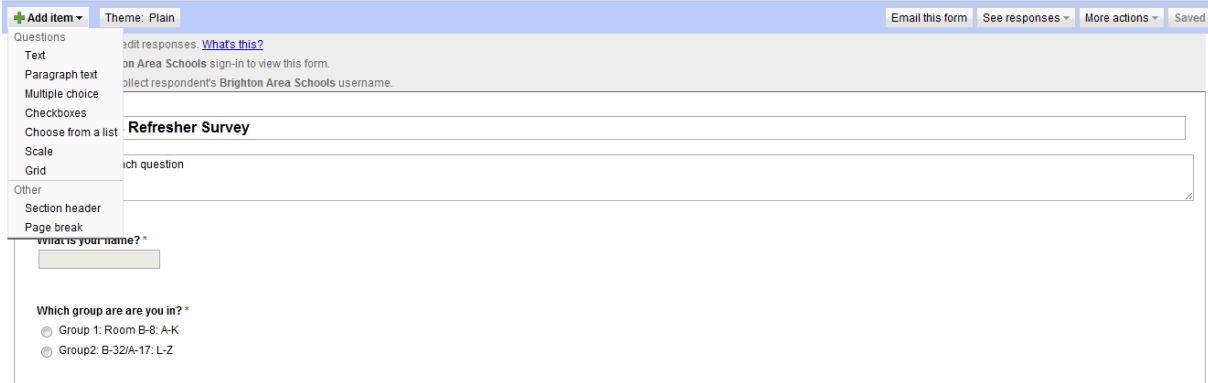 Add item Theme: Plain Email this form See responses More actions Saved
Questions
Text
Paragraph text
Multiple choice
Checkboxes
Choose from a list
Scale
Grid
Other
Section header
Page break
edit responses. What's this?
Area Schools sign-in to view this form.
respondent's Brighton Area Schools username.
Refresher Survey
question
What is your name? *
Which group are are you in? *
Group 1: Room B-8: A-K
Group2: B-32/A-17: L-Z